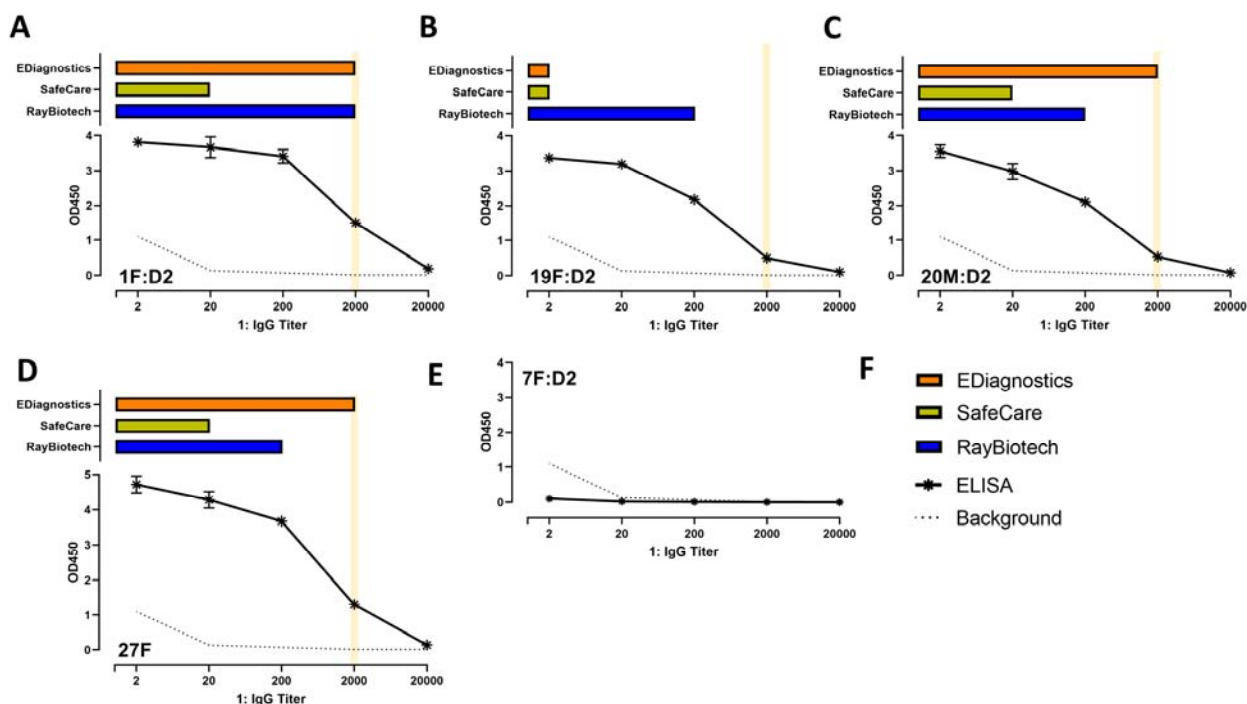 A
EDiagnostics
SafeCare
RayBiotech
4
3
2
1
0
OD450
1F:D2
2 20 200 2000 20000
1: IgG Titer
B
EDiagnostics
SafeCare
RayBiotech
4
3
2
1
0
OD450
19F:D2
2 20 200 2000 20000
1: IgG Titer
C
EDiagnostics
SafeCare
RayBiotech
4
3
2
1
0
OD450
20M:D2
2 20 200 2000 20000
1: IgG Titer
D
EDiagnostics
SafeCare
RayBiotech
5
4
3
2
1
0
OD450
27F
2 20 200 2000 20000
1: IgG Titer
E
7F:D2
4
3
2
1
0
OD450
2 20 200 2000 20000
1: IgG Titer
F
EDiagnostics
SafeCare
RayBiotech
ELISA
Background